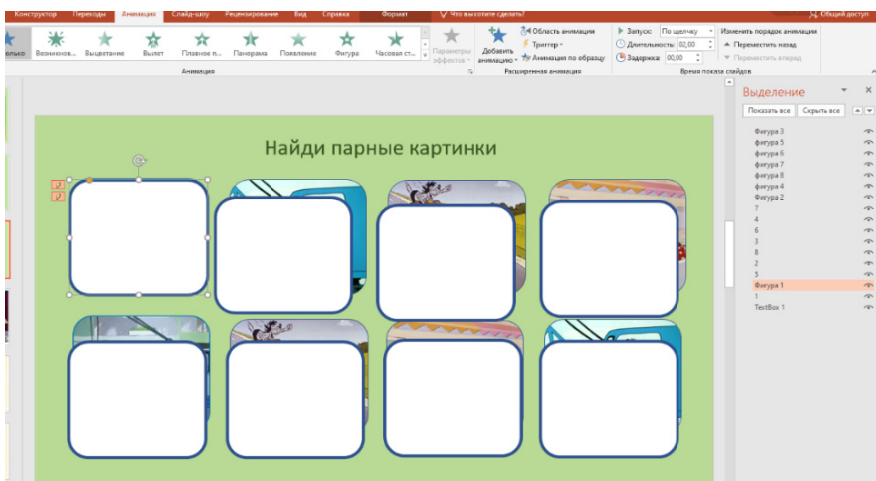 Конструктор Переходы Анимация Слайд-шоу Рецензирование Вид Справка Формат Что вы хотите сделать? Общий доступ
Возникнов... Выцветание Вылет Плавное п... Панорама Появление Фигура Часовая ст...
Параметры эффектов
Добавить анимацию
Область анимации
Триггер
Анимация по образцу
Запуск: По щелчку
Длительность: 02,00
Задержка: 00,00
Изменить порядок анимации
Переместить назад
Переместить вперед
Анимация Расширенная анимация Время показа слайдов
Найди парные картинки
Выделение
Показать все Скрыть все
Фигура 3
фигура 5
фигура 6
фигура 7
фигура 8
фигура 4
Фигура 2
7
4
6
3
8
2
5
Фигура 1
1
TextBox 1